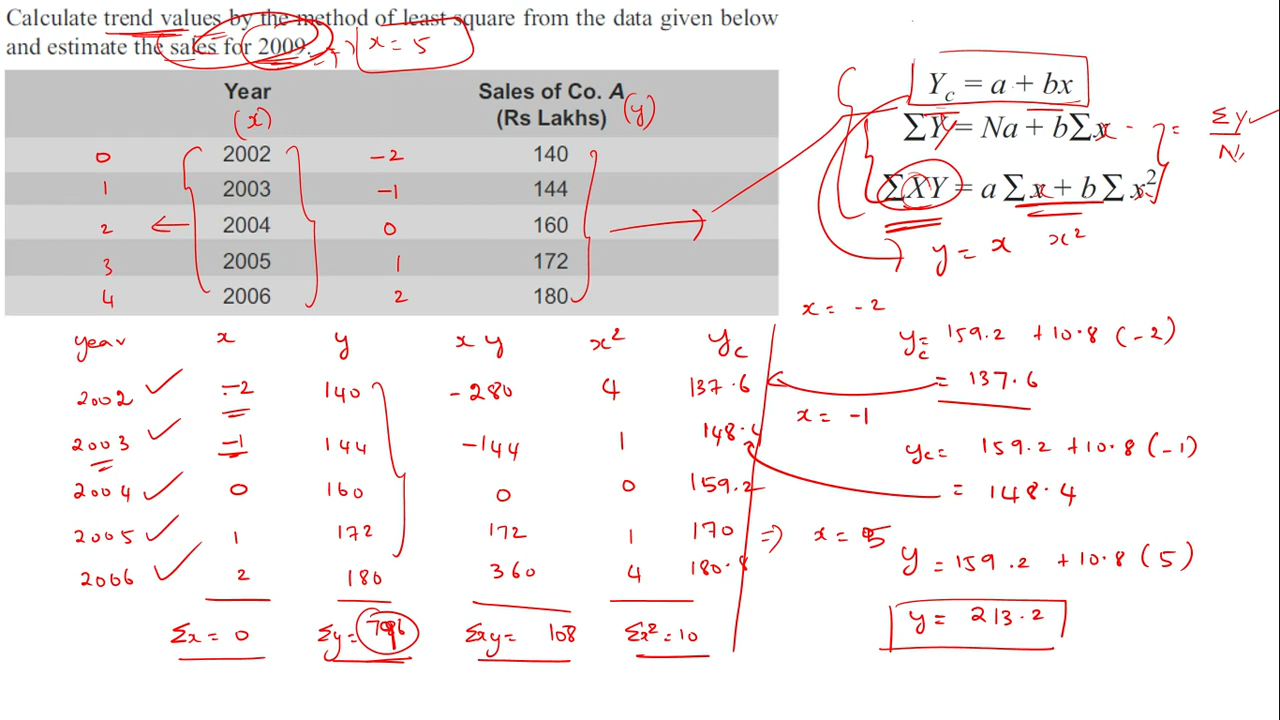 Calculate trend values by the method of least square from the data given below
and estimate the sales for 2009. x = 5
Year Sales of Co. A
(x) (Rs Lakhs) (y)
0 2002 -2 140
1 2003 -1 144
2 2004 0 160
3 2005 1 172
4 2006 2 180
Yc = a + bx
ΣY = Na + bΣx = ΣY/N
ΣXY = a Σx + b Σx²
y = x x²
year x y xy x² yc
2002 -2 140 -280 4 137.6
2003 -1 144 -144 1 148.4
2004 0 160 0 0 159.2
2005 1 172 172 1 170
2006 2 180 360 4 180.8
Σx = 0 Σy = 796 Σxy = 108 Σx² = 10
x = -2
yc = 159.2 + 10.8 (-2)
= 137.6
x = -1
yc = 159.2 + 10.8 (-1)
= 148.4
⇒ x = 5
y = 159.2 + 10.8 (5)
y = 213.2